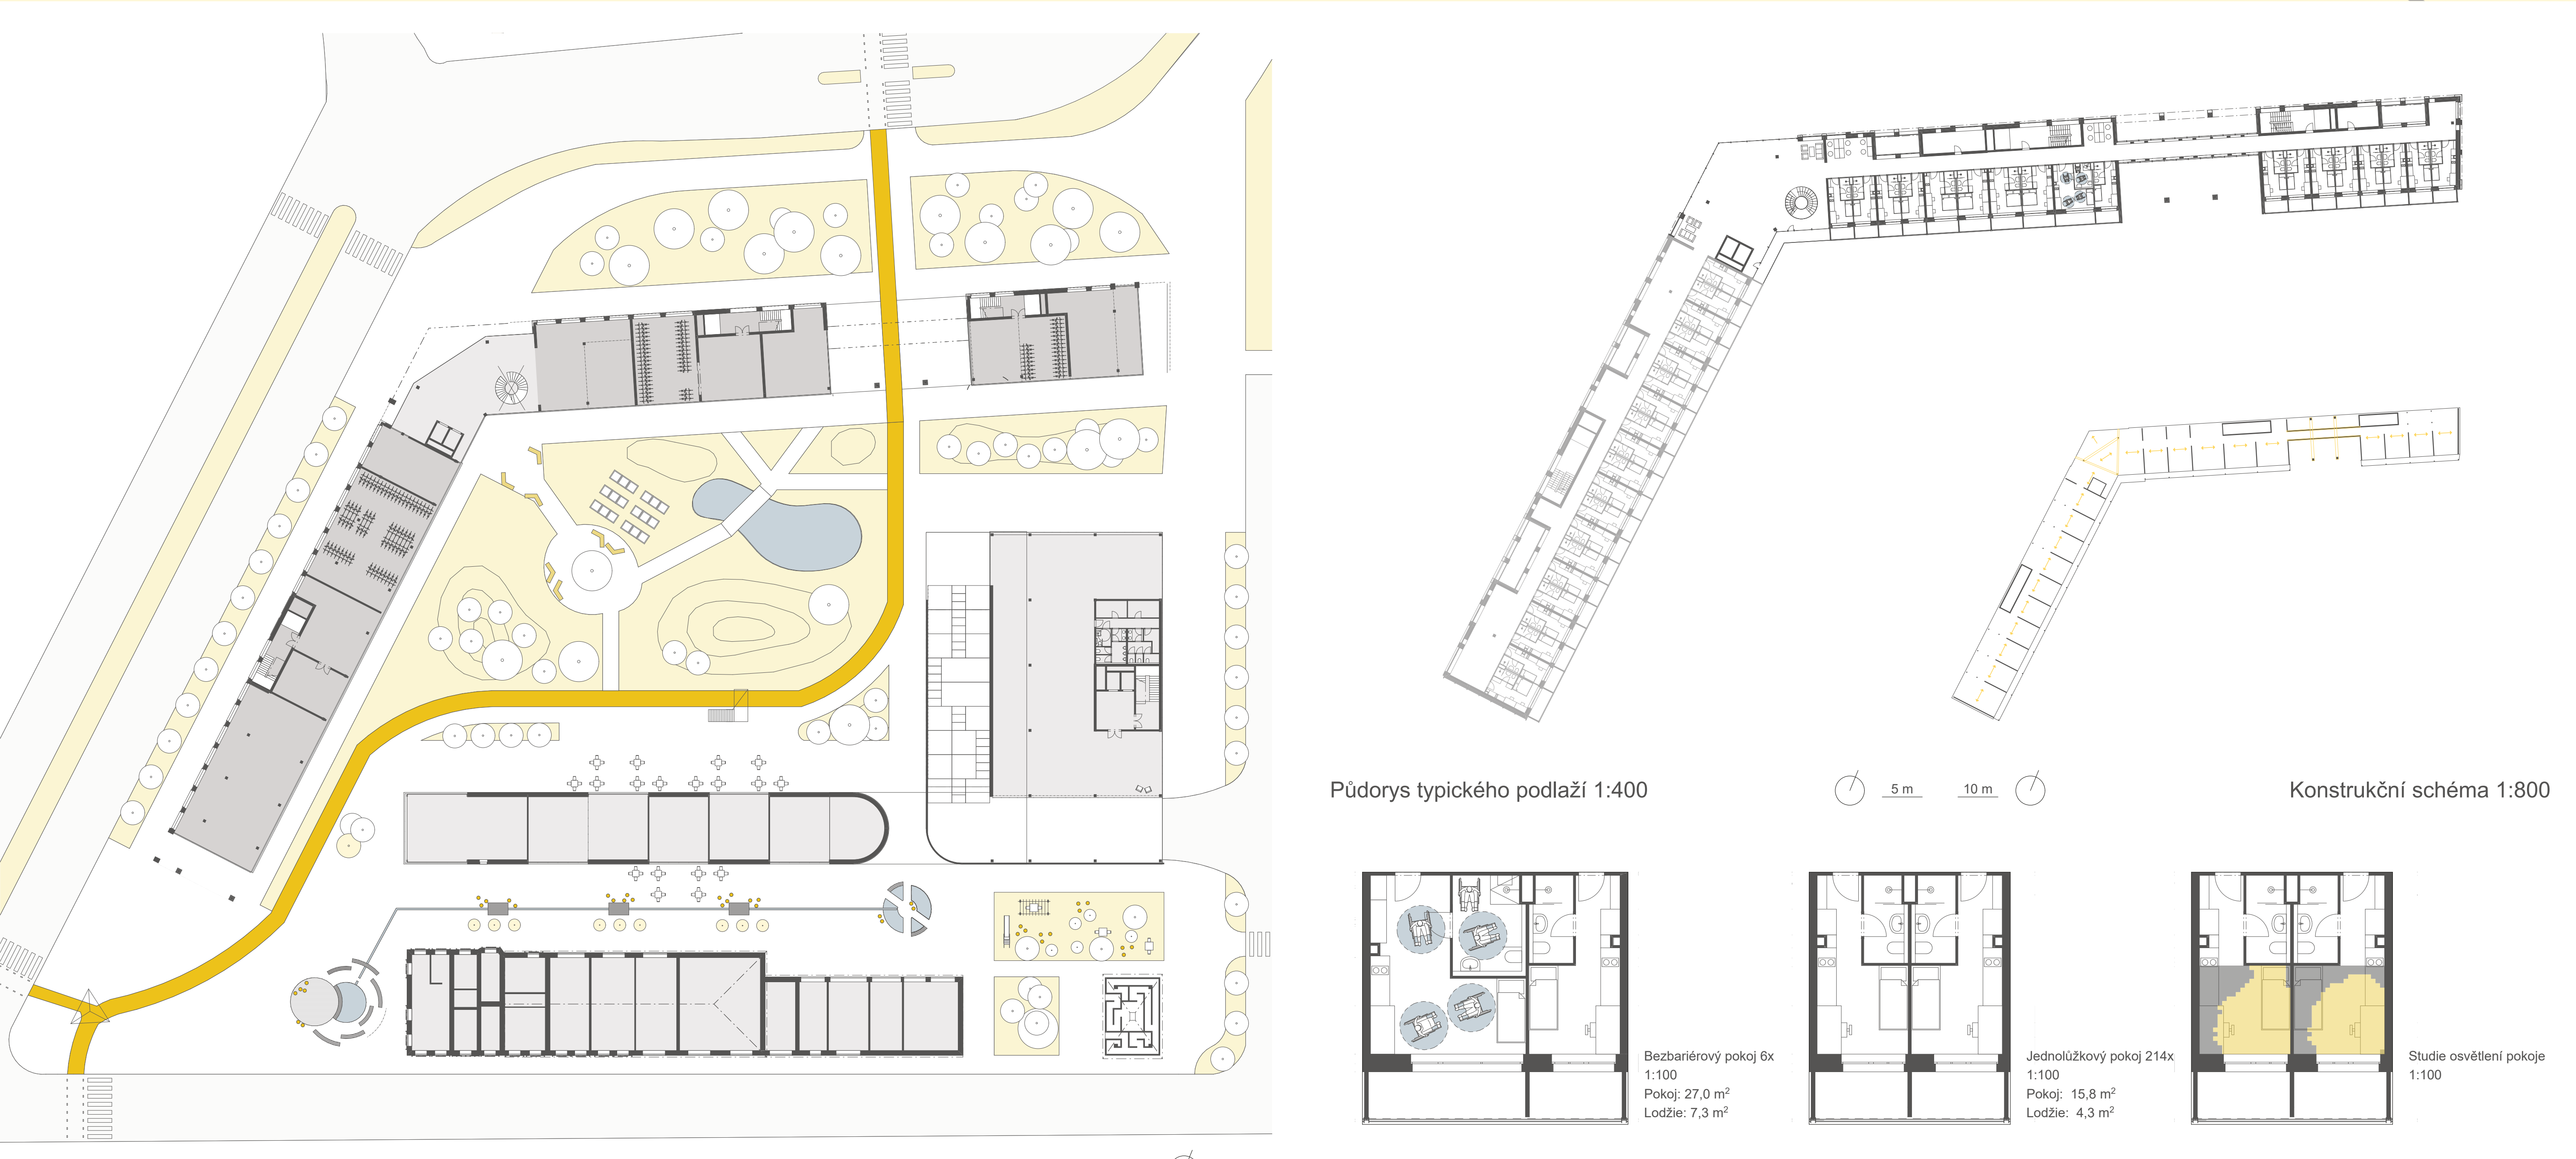 Půdorys typického podlaží 1:400
5 m
10 m
Konstrukční schéma 1:800
Bezbariérový pokoj 6x
1:100
Pokoj: 27,0 m²
Lodžie: 7,3 m²
Jednolůžkový pokoj 214x
1:100
Pokoj: 15,8 m²
Lodžie: 4,3 m²
Studie osvětlení pokoje
1:100